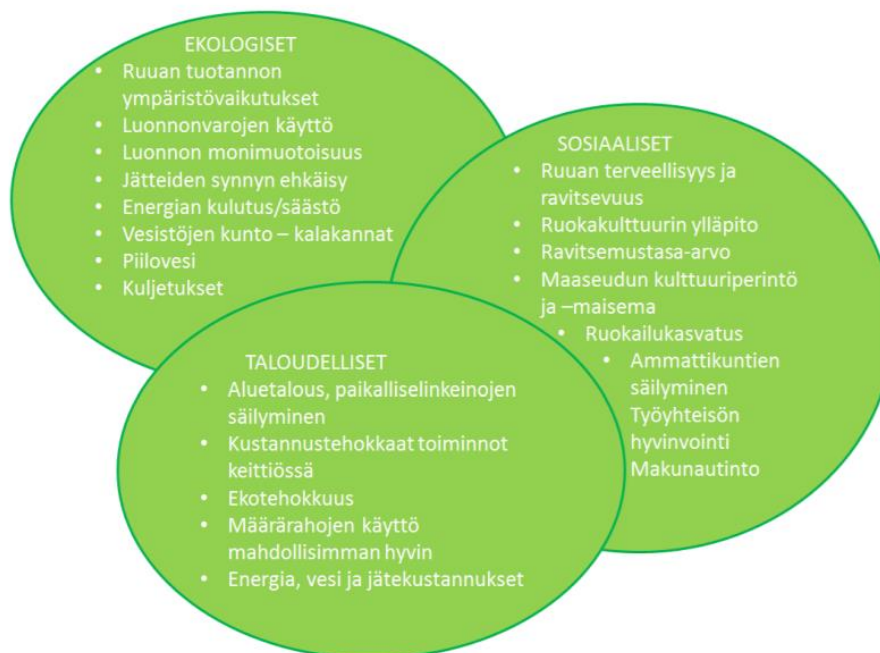 EKOLOGISET
• Ruuan tuotannon
ympäristövaikutukset
• Luonnonvarojen käyttö
• Luonnon monimuotoisuus
• Jätteiden synnyn ehkäisy
• Energian kulutus/säästö
• Vesistöjen kunto – kalakannat
• Piilovesi
• Kuljetukset
SOSIAALISET
• Ruuan terveellisyys ja
ravitsevuus
• Ruokakulttuurin ylläpito
• Ravitsemustasa-arvo
• Maaseudun kulttuuriperintö
ja –maisema
• Ruokailukasvatus
• Ammattikuntien
säilyminen
Työyhteisön
hyvinvointi
Makunautinto
TALOUDELLISET
• Aluetalous, paikalliselinkeinojen
säilyminen
• Kustannustehokkaat toiminnot
keittiössä
• Ekotehokkuus
• Määrärahojen käyttö
mahdollisimman hyvin
• Energia, vesi ja jätekustannukset